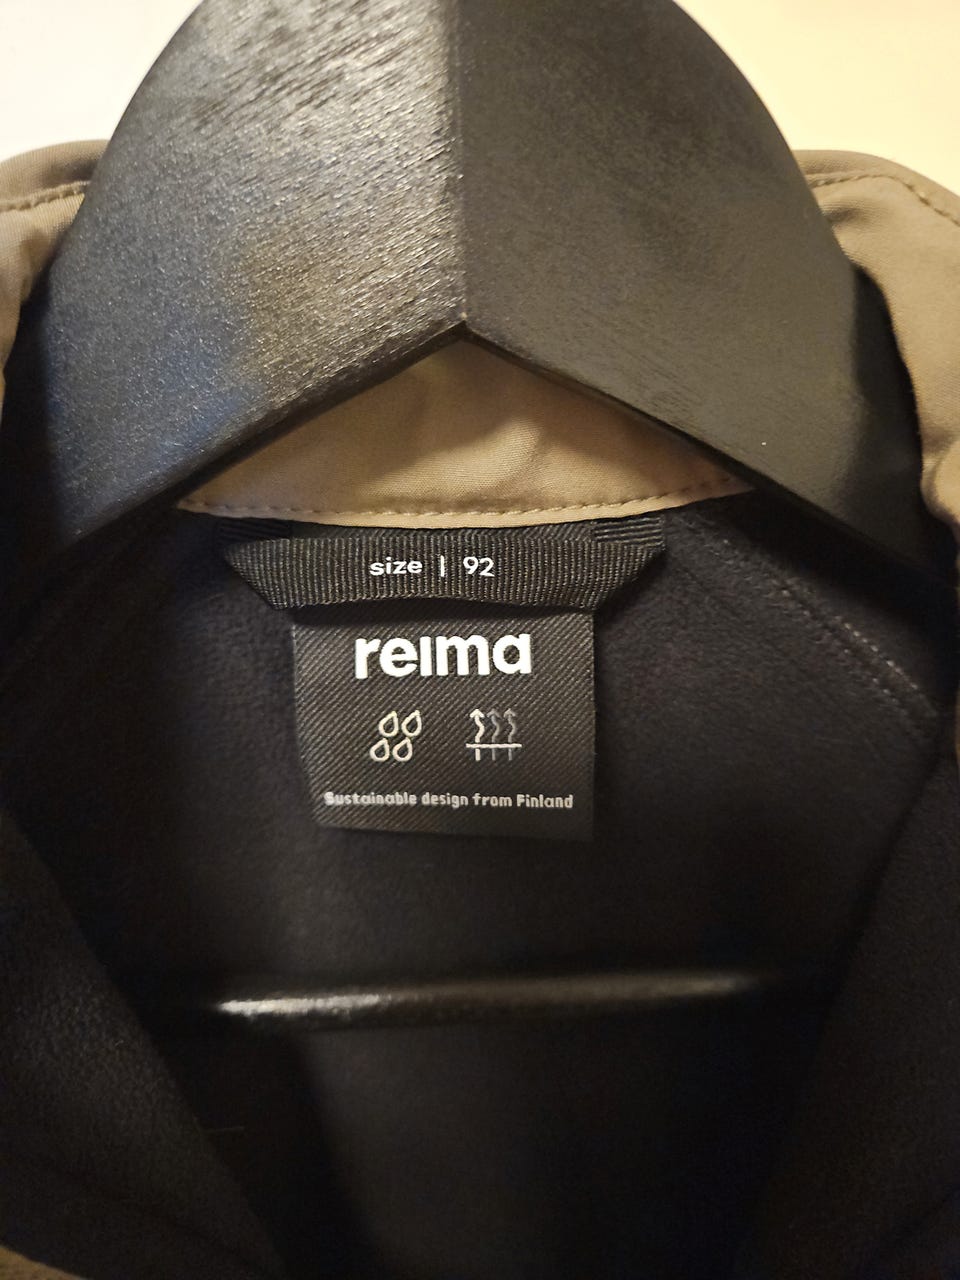 size | 92
reima
Sustainable design from Finland